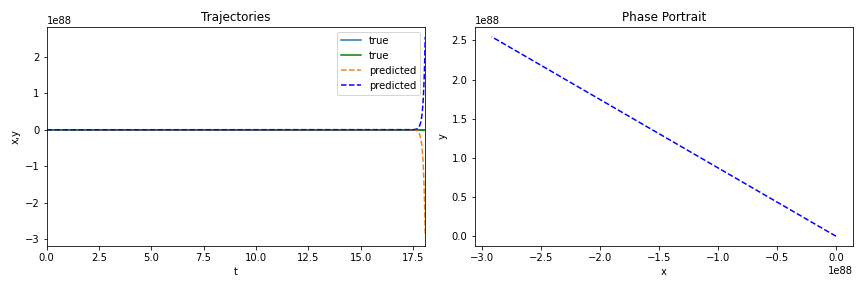 Trajectories
1e88
2
1
0
−1
−2
−3
x,y
0.0 2.5 5.0 7.5 10.0 12.5 15.0 17.5
t
true
true
predicted
predicted
Phase Portrait
1e88
2.5
2.0
1.5
1.0
0.5
0.0
y
−3.0 −2.5 −2.0 −1.5 −1.0 −0.5 0.0
x
1e88